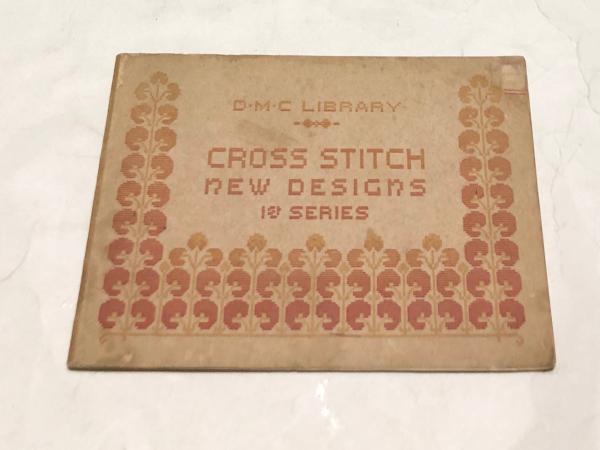 D·M·C LIBRARY
CROSS STITCH
NEW DESIGNS
1st SERIES